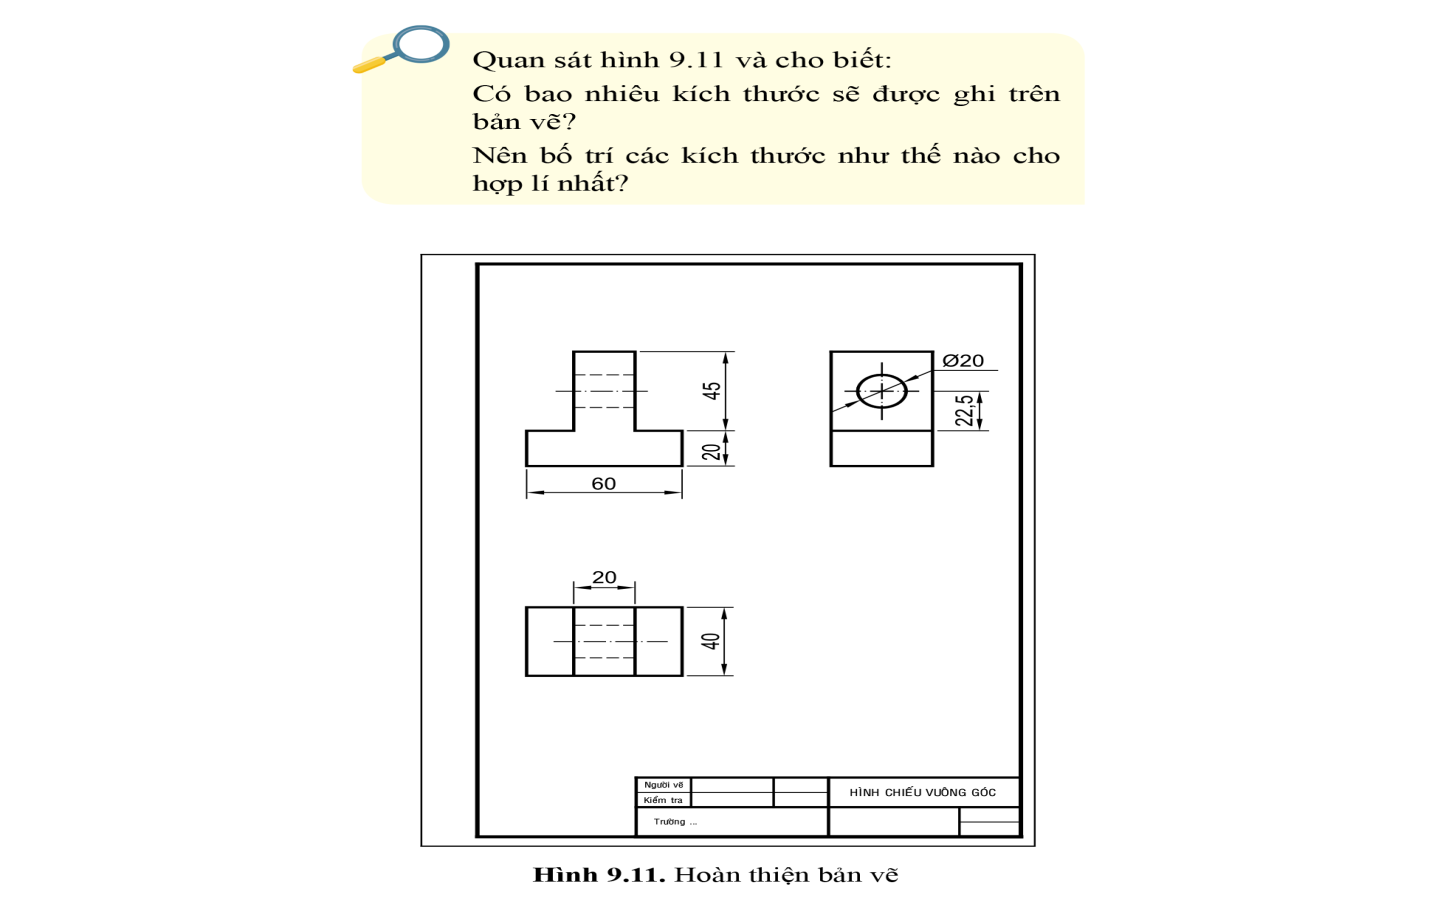 Quan sát hình 9.11 và cho biết:
Có bao nhiêu kích thước sẽ được ghi trên
bản vẽ?
Nên bố trí các kích thước như thế nào cho
hợp lí nhất?
Ø20
45
22,5
20
60
20
40
Người vẽ
HÌNH CHIẾU VUÔNG GÓC
Kiểm tra
Trường ...
Hình 9.11. Hoàn thiện bản vẽ